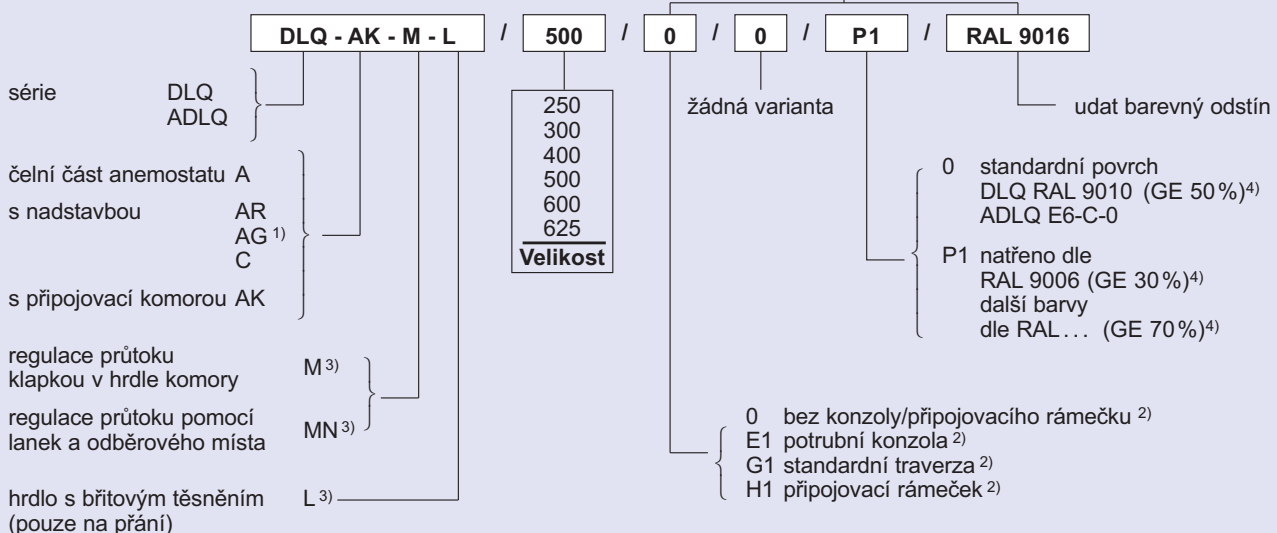 DLQ - AK - M - L / 500 / 0 / 0 / P1 / RAL 9016
série DLQ
ADLQ
čelní část anemostatu A
s nadstavbou AR
AG 1)
C
s připojovací komorou AK
regulace průtoku
klapkou v hrdle komory M 3)
regulace průtoku pomocí
lanek a odběrového místa MN 3)
hrdlo s břitovým těsněním L 3)
(pouze na přání)
250
300
400
500
600
625
Velikost
žádná varianta
udat barevný odstín
0 standardní povrch
DLQ RAL 9010 (GE 50 %) 4)
ADLQ E6-C-0
P1 natřeno dle
RAL 9006 (GE 30 %) 4)
další barvy
dle RAL... (GE 70 %) 4)
0 bez konzoly/připojovacího rámečku 2)
E1 potrubní konzola 2)
G1 standardní traverza 2)
H1 připojovací rámeček 2)